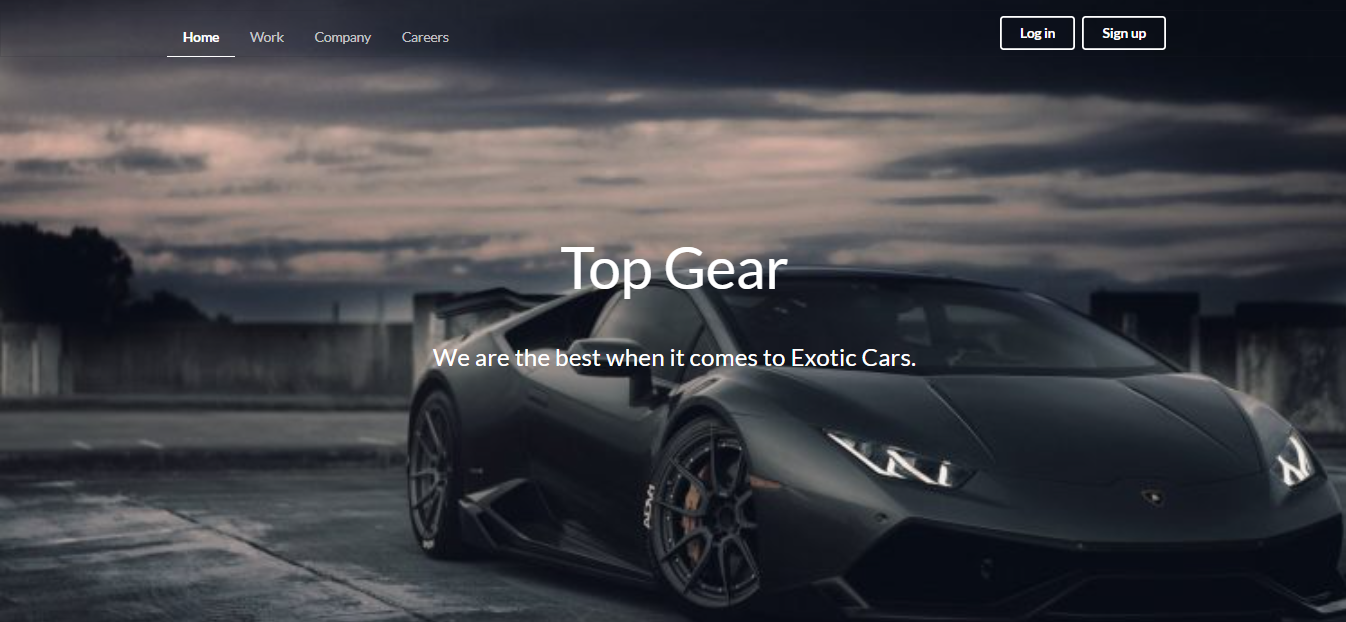 Home Work Company Careers Log in Sign up
Top Gear
We are the best when it comes to Exotic Cars.
ADV1